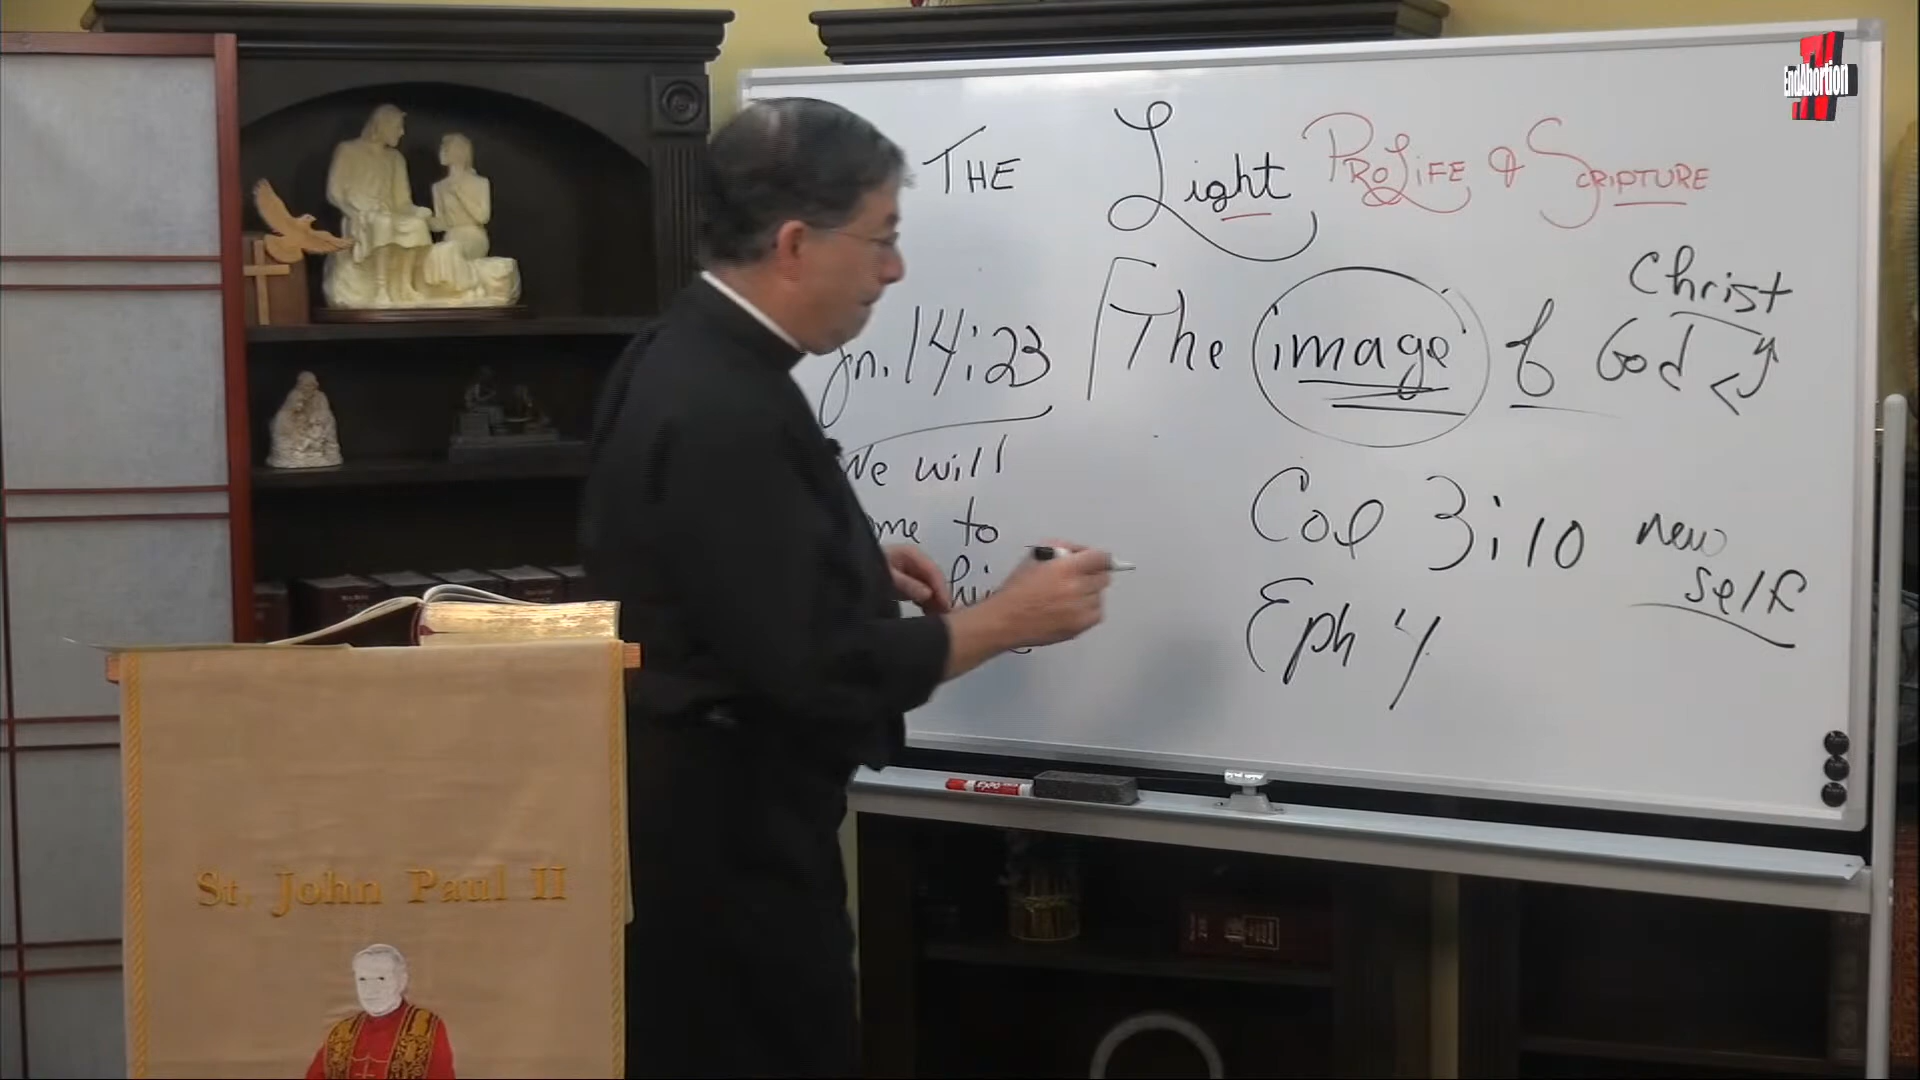 EndAbortion
THE Light PROLIFE & SCRIPTURE
Christ
Jn. 14:23
The image of God
We will
me to
Col 3:10 new
self
Eph 4
St. John Paul II